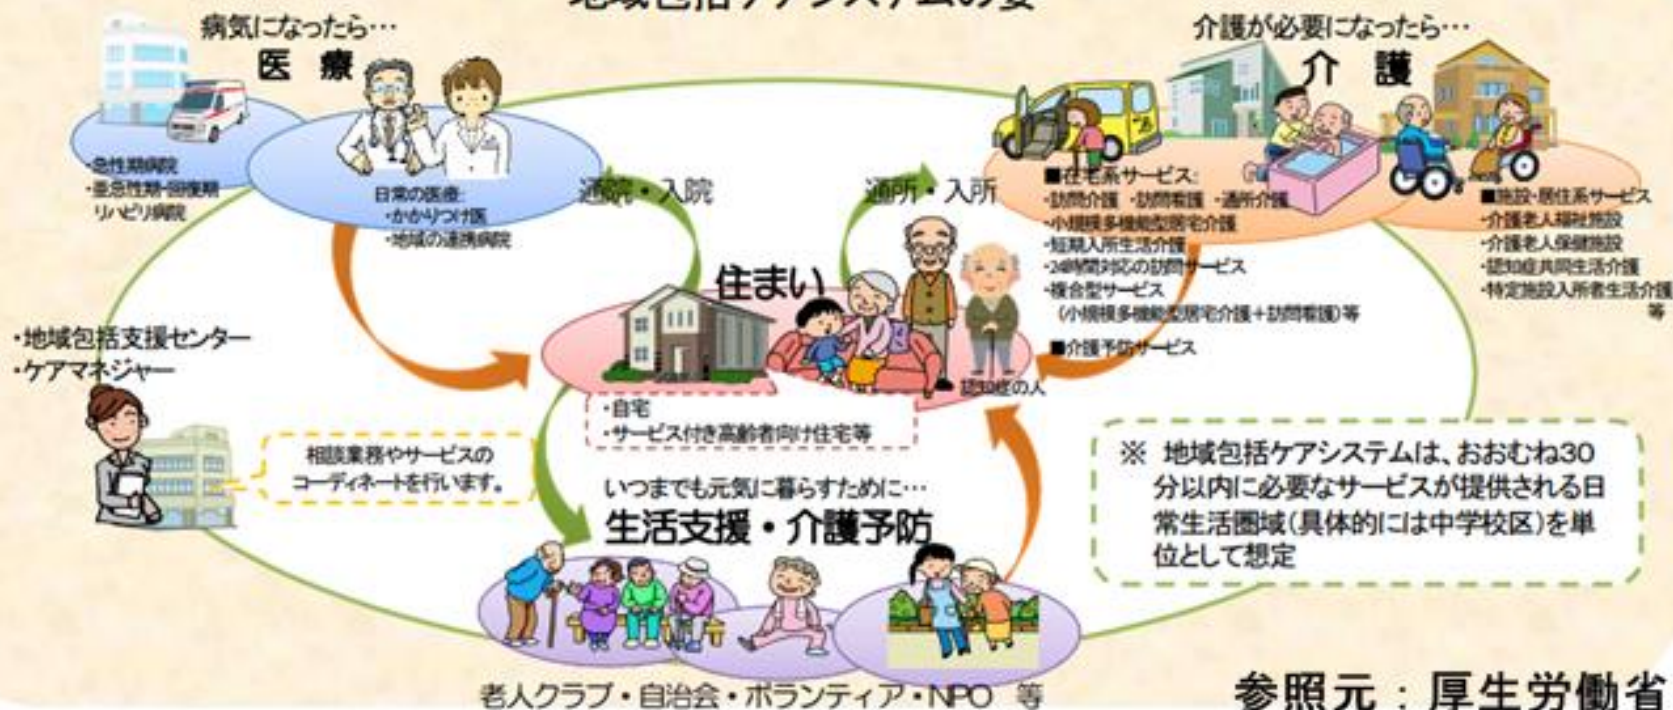 地域包括ケアシステムの姿
病気になったら…
医 療
・急性期病院
・亜急性期・回復期
リハビリ病院
日常の医療:
・かかりつけ医
・地域の連携病院
通院・入院
通所・入所
介護が必要になったら…
介 護
■在宅系サービス:
・訪問介護 ・訪問看護 ・通所介護
・小規模多機能型居宅介護
・短期入所生活介護
・24時間対応の訪問サービス
・複合型サービス
(小規模多機能型居宅介護+訪問看護)等
■介護予防サービス
■施設・居住系サービス
・介護老人福祉施設
・介護老人保健施設
・認知症共同生活介護
・特定施設入所者生活介護
等
住まい
認知症の人
・自宅
・サービス付き高齢者向け住宅等
・地域包括支援センター
・ケアマネジャー
相談業務やサービスの
コーディネートを行います。
いつまでも元気に暮らすために…
生活支援・介護予防
老人クラブ・自治会・ボランティア・NPO 等
※ 地域包括ケアシステムは、おおむね30
分以内に必要なサービスが提供される日
常生活圏域(具体的には中学校区)を単
位として想定
参照元:厚生労働省